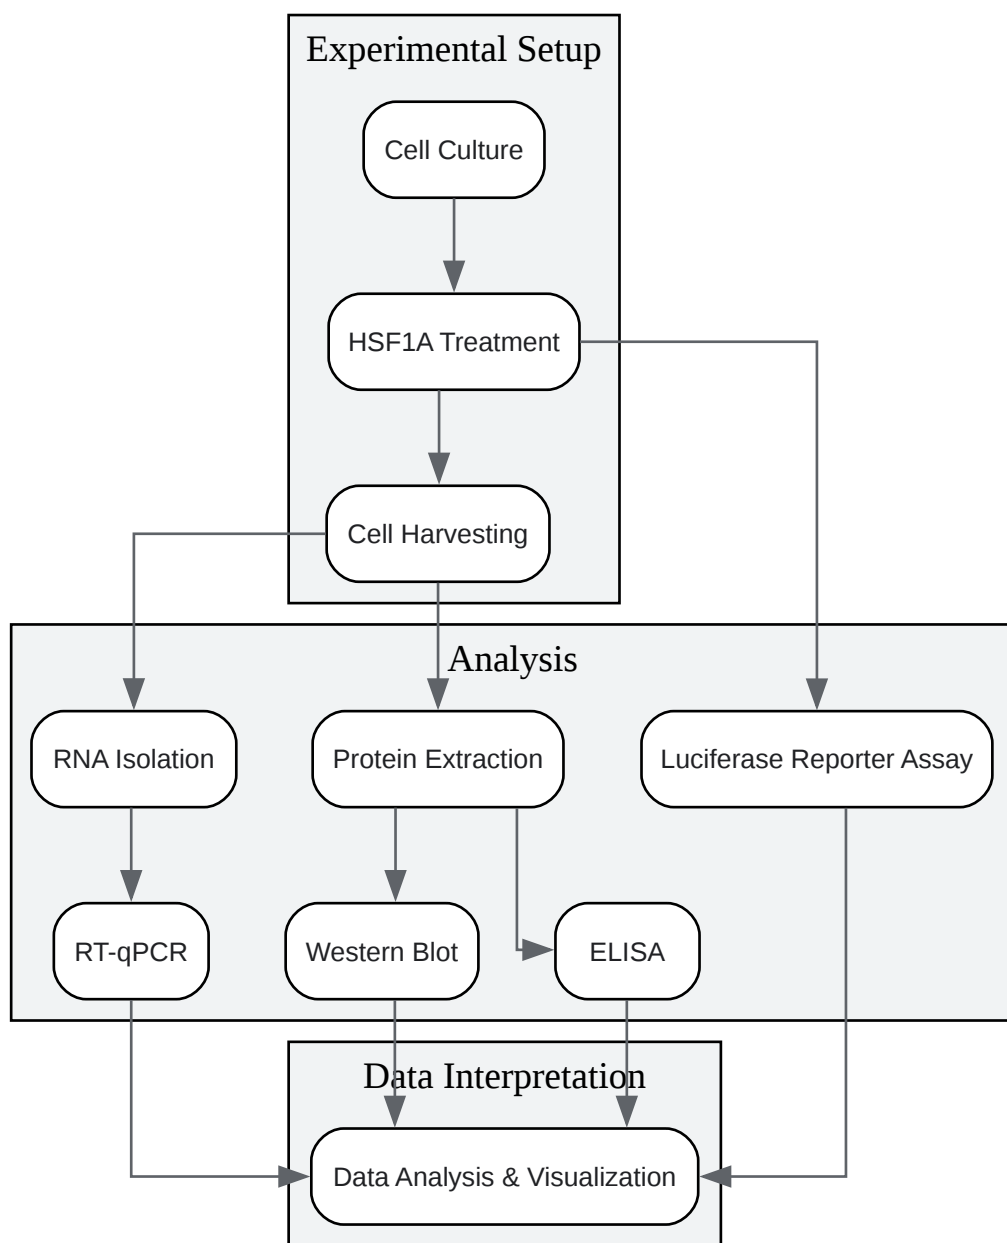 Experimental Setup
Cell Culture
HSF1A Treatment
Cell Harvesting
Analysis
RNA Isolation
Protein Extraction
Luciferase Reporter Assay
RT-qPCR
Western Blot
ELISA
Data Interpretation
Data Analysis & Visualization